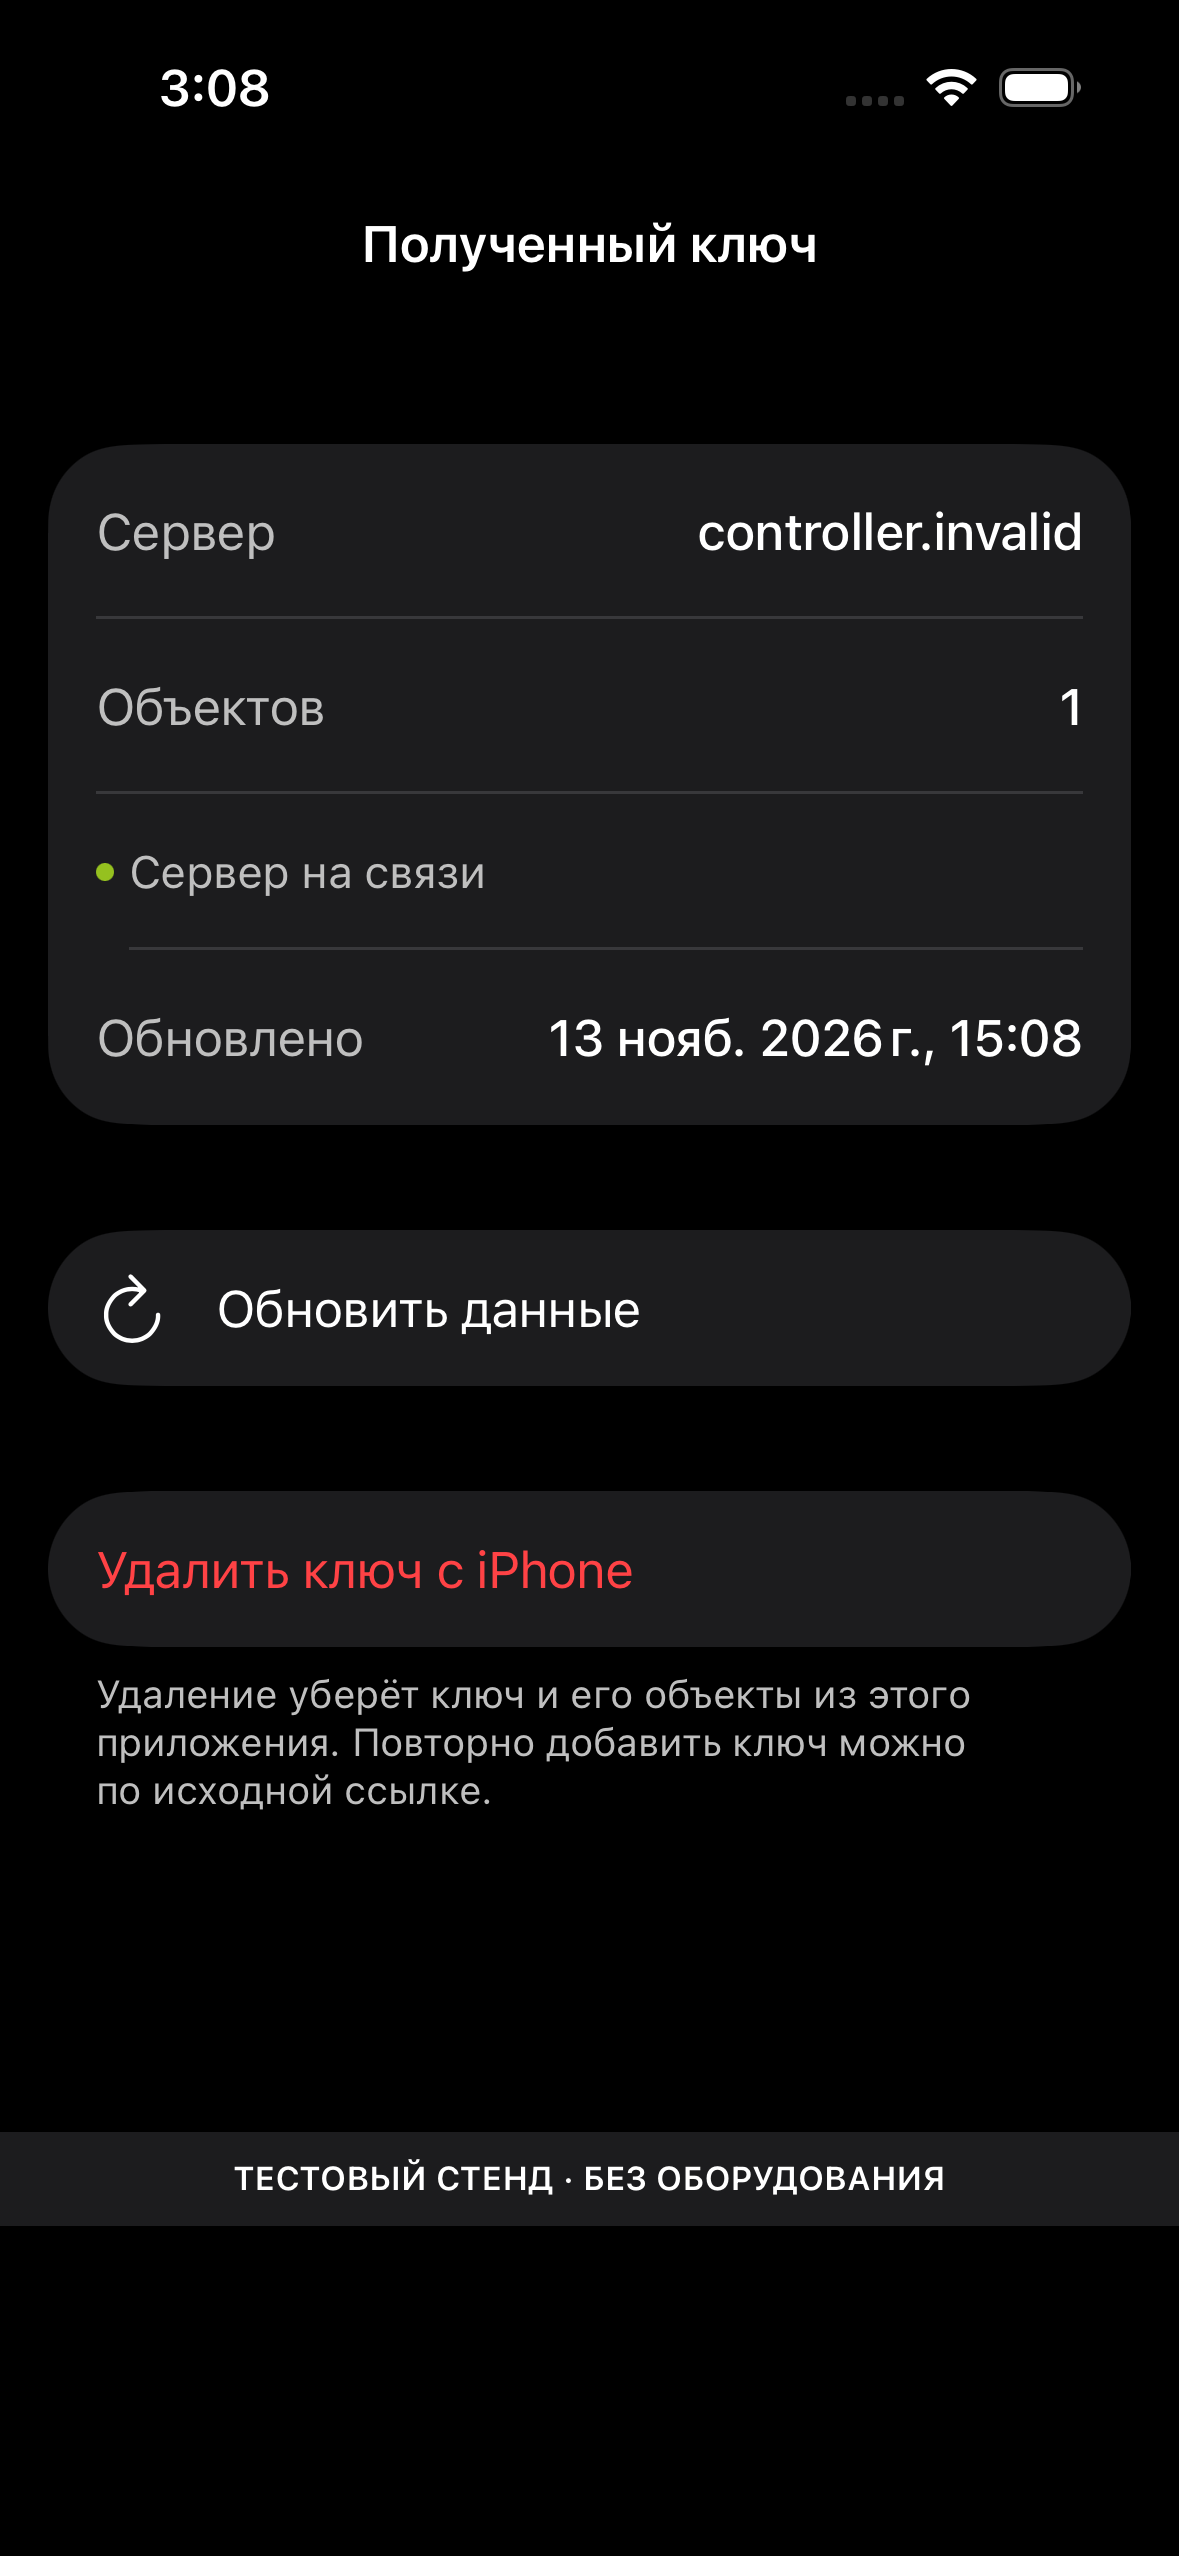 3:08
Полученный ключ
Сервер controller.invalid
Объектов 1
Сервер на связи
Обновлено 13 нояб. 2026 г., 15:08
Обновить данные
Удалить ключ с iPhone
Удаление уберёт ключ и его объекты из этого
приложения. Повторно добавить ключ можно
по исходной ссылке.
ТЕСТОВЫЙ СТЕНД · БЕЗ ОБОРУДОВАНИЯ